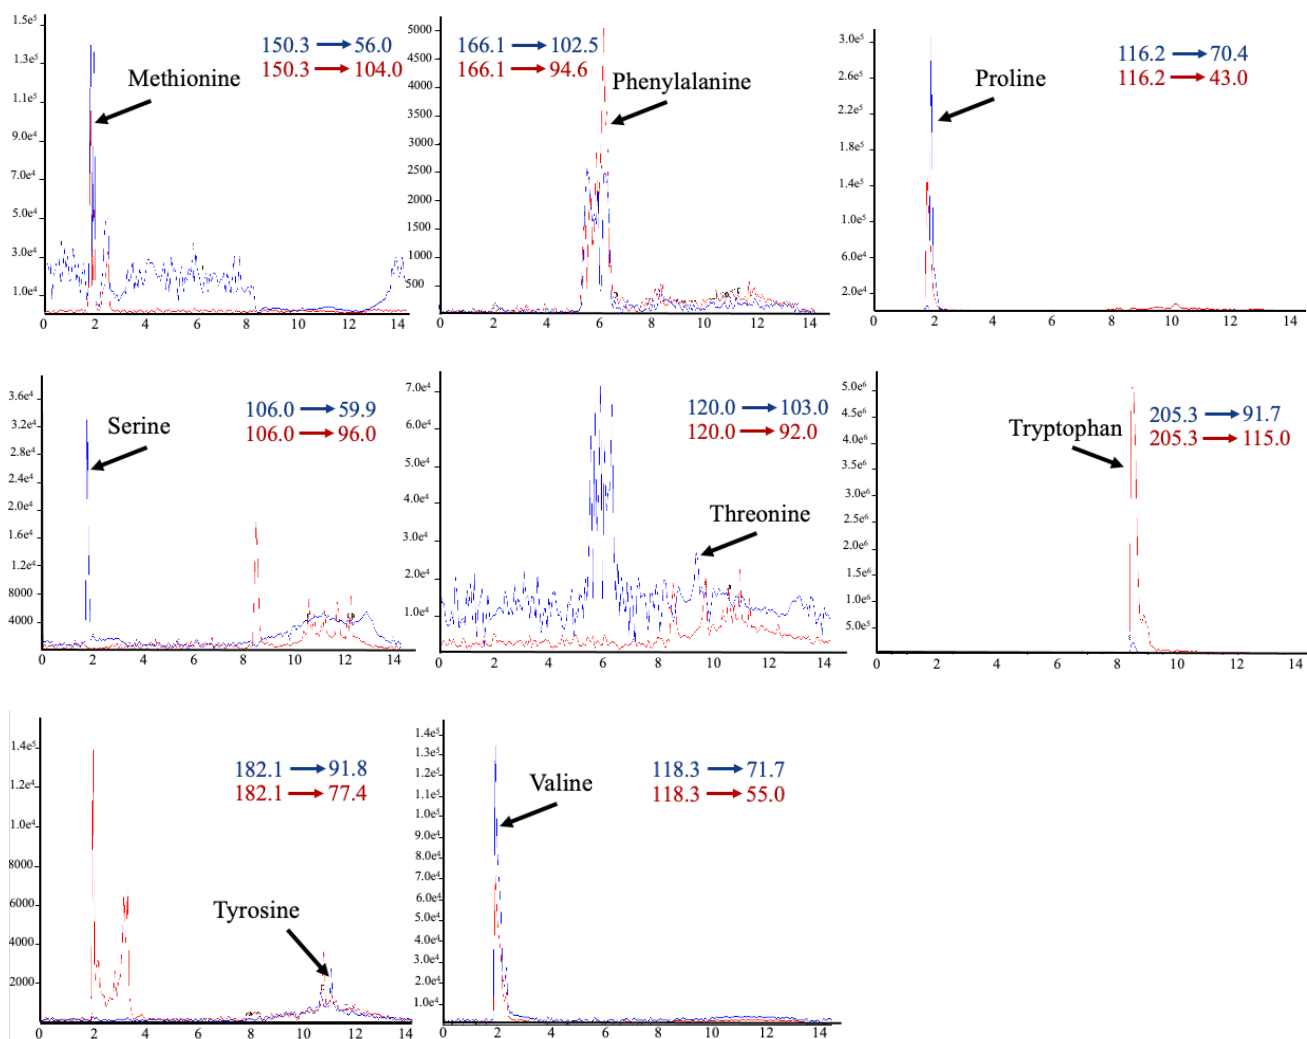 1.5e⁵
1.3e⁵
1.1e⁵
9.0e⁴
7.0e⁴
5.0e⁴
3.0e⁴
1.0e⁴
Methionine
150.3 → 56.0
150.3 → 104.0
0 2 4 6 8 10 12 14
5000
4500
4000
3500
3000
2500
2000
1500
1000
500
166.1 → 102.5
166.1 → 94.6
Phenylalanine
0 2 4 6 8 10 12 14
3.0e⁵
2.6e⁵
2.2e⁵
1.8e⁵
1.4e⁵
1.0e⁵
6.0e⁴
2.0e⁴
Proline
116.2 → 70.4
116.2 → 43.0
0 2 4 6 8 10 12 14
3.6e⁴
3.2e⁴
2.8e⁴
2.4e⁴
2.0e⁴
1.6e⁴
1.2e⁴
8000
4000
Serine
106.0 → 59.9
106.0 → 96.0
0 2 4 6 8 10 12 14
7.0e⁴
6.0e⁴
5.0e⁴
4.0e⁴
3.0e⁴
2.0e⁴
1.0e⁴
120.0 → 103.0
120.0 → 92.0
Threonine
0 2 4 6 8 10 12 14
5.0e⁶
4.5e⁶
4.0e⁶
3.5e⁶
3.0e⁶
2.5e⁶
2.0e⁶
1.5e⁶
1.0e⁶
5.0e⁵
Tryptophan
205.3 → 91.7
205.3 → 115.0
0 2 4 6 8 10 12 14
1.4e⁵
1.2e⁴
1.0e⁴
8000
6000
4000
2000
182.1 → 91.8
182.1 → 77.4
Tyrosine
0 2 4 6 8 10 12 14
1.4e⁵
1.3e⁵
1.2e⁵
1.1e⁵
1.0e⁵
9.0e⁴
8.0e⁴
7.0e⁴
6.0e⁴
5.0e⁴
4.0e⁴
3.0e⁴
2.0e⁴
1.0e⁴
Valine
118.3 → 71.7
118.3 → 55.0
0 2 4 6 8 10 12 14